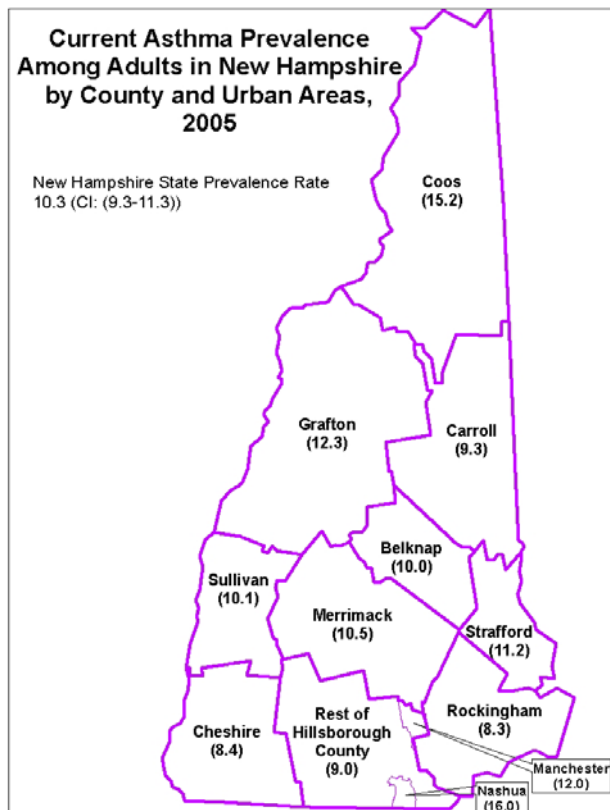 Current Asthma Prevalence
Among Adults in New Hampshire
by County and Urban Areas,
2005
New Hampshire State Prevalence Rate
10.3 (CI: (9.3-11.3))
Coos
(15.2)
Grafton
(12.3)
Carroll
(9.3)
Belknap
(10.0)
Sullivan
(10.1)
Merrimack
(10.5)
Strafford
(11.2)
Cheshire
(8.4)
Rest of
Hillsborough
County
(9.0)
Rockingham
(8.3)
Manchester
(12.0)
Nashua
(16.0)